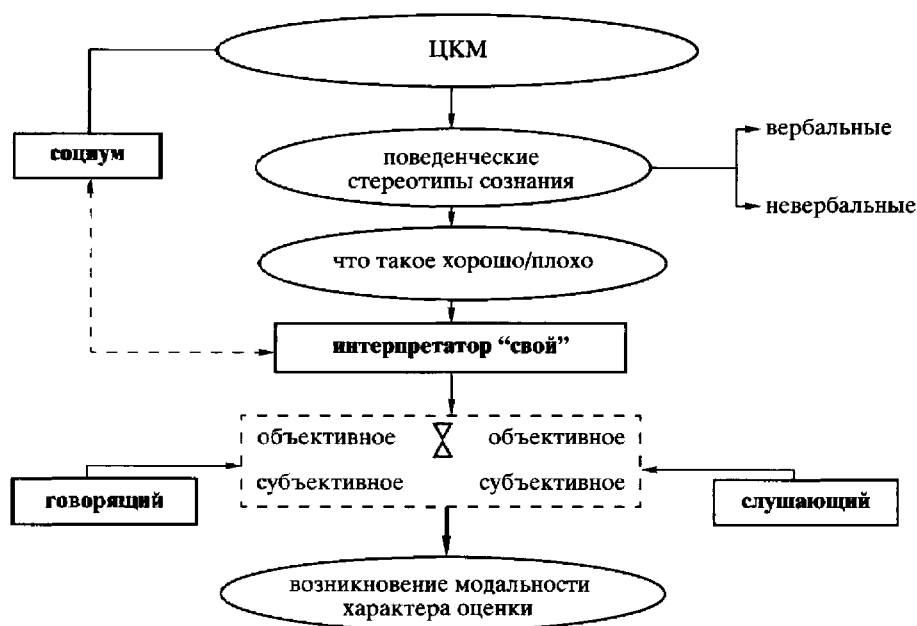 ЦКМ
социум
поведенческие
стереотипы сознания
вербальные
невербальные
что такое хорошо/плохо
интерпретатор “свой”
объективное объективное
субъективное субъективное
говорящий
слушающий
возникновение модальности
характера оценки